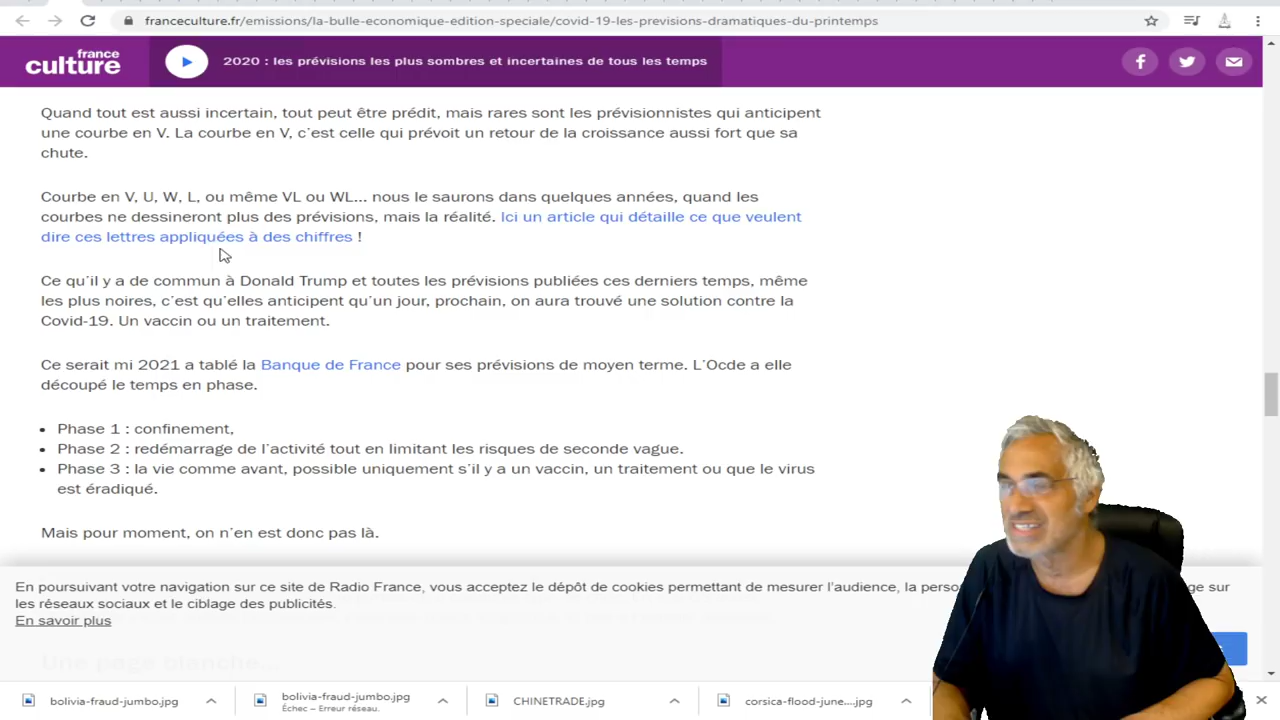 franceculture.fr/emissions/la-bulle-economique-edition-speciale/covid-19-les-previsions-dramatiques-du-printemps
france
culture
2020 : les prévisions les plus sombres et incertaines de tous les temps
Quand tout est aussi incertain, tout peut être prédit, mais rares sont les prévisionnistes qui anticipent
une courbe en V. La courbe en V, c'est celle qui prévoit un retour de la croissance aussi fort que sa
chute.
Courbe en V, U, W, L, ou même VL ou WL... nous le saurons dans quelques années, quand les
courbes ne dessineront plus des prévisions, mais la réalité. Ici un article qui détaille ce que veulent
dire ces lettres appliquées à des chiffres !
Ce qu'il y a de commun à Donald Trump et toutes les prévisions publiées ces derniers temps, même
les plus noires, c'est qu'elles anticipent qu'un jour, prochain, on aura trouvé une solution contre la
Covid-19. Un vaccin ou un traitement.
Ce serait mi 2021 a tablé la Banque de France pour ses prévisions de moyen terme. L'Ocde a elle
découpé le temps en phase.
• Phase 1 : confinement,
• Phase 2 : redémarrage de l'activité tout en limitant les risques de seconde vague.
• Phase 3 : la vie comme avant, possible uniquement s'il y a un vaccin, un traitement ou que le virus
est éradiqué.
Mais pour moment, on n'en est donc pas là.
En poursuivant votre navigation sur ce site de Radio France, vous acceptez le dépôt de cookies permettant de mesurer l'audience, la sur
les réseaux sociaux et le ciblage des publicités.
En savoir plus
Une page blanche...
bolivia-fraud-jumbo.jpg
bolivia-fraud-jumbo.jpg
Échec – Erreur réseau.
CHINETRADE.jpg
corsica-flood-june....jpg